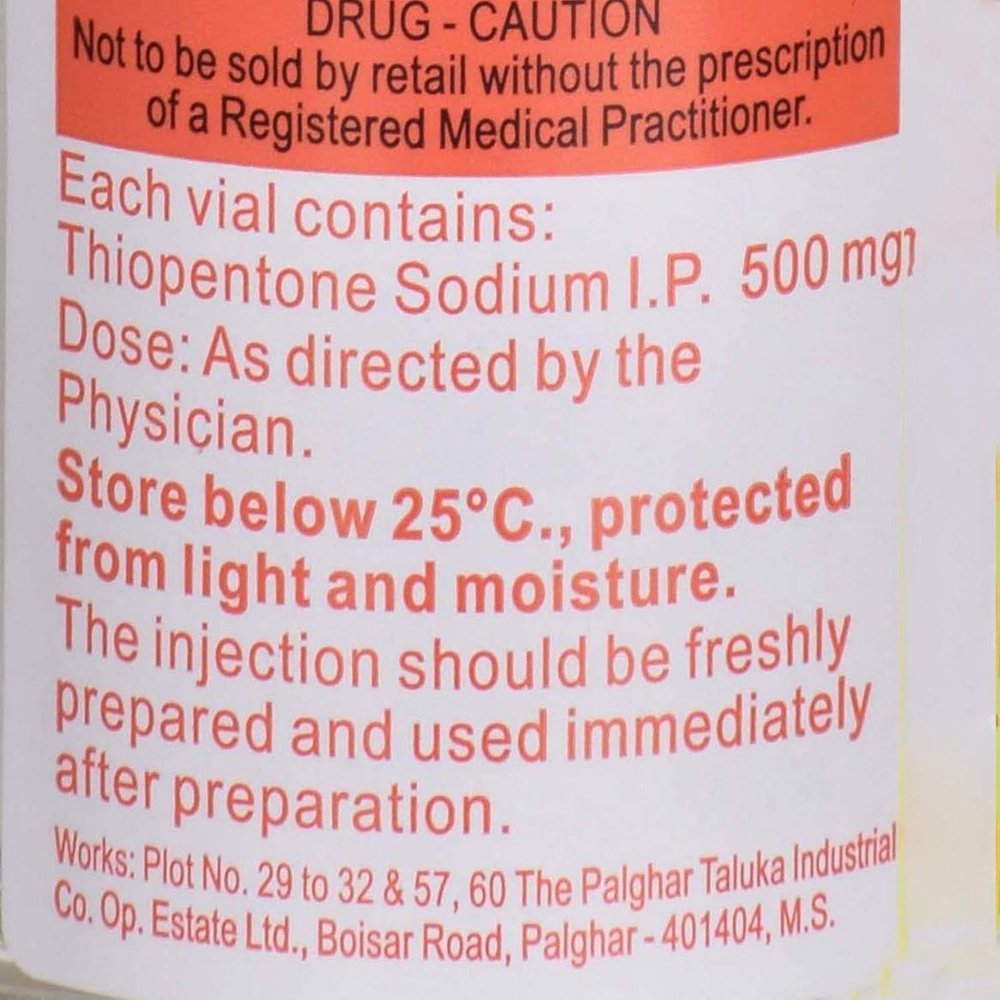 DRUG - CAUTION
Not to be sold by retail without the prescription
of a Registered Medical Practitioner.
Each vial contains:
Thiopentone Sodium I.P. 500 mg
Dose: As directed by the
Physician.
Store below 25°C., protected
from light and moisture.
The injection should be freshly
prepared and used immediately
after preparation.
Works: Plot No. 29 to 32 & 57, 60 The Palghar Taluka Industrial
Co. Op. Estate Ltd., Boisar Road, Palghar - 401404, M.S.